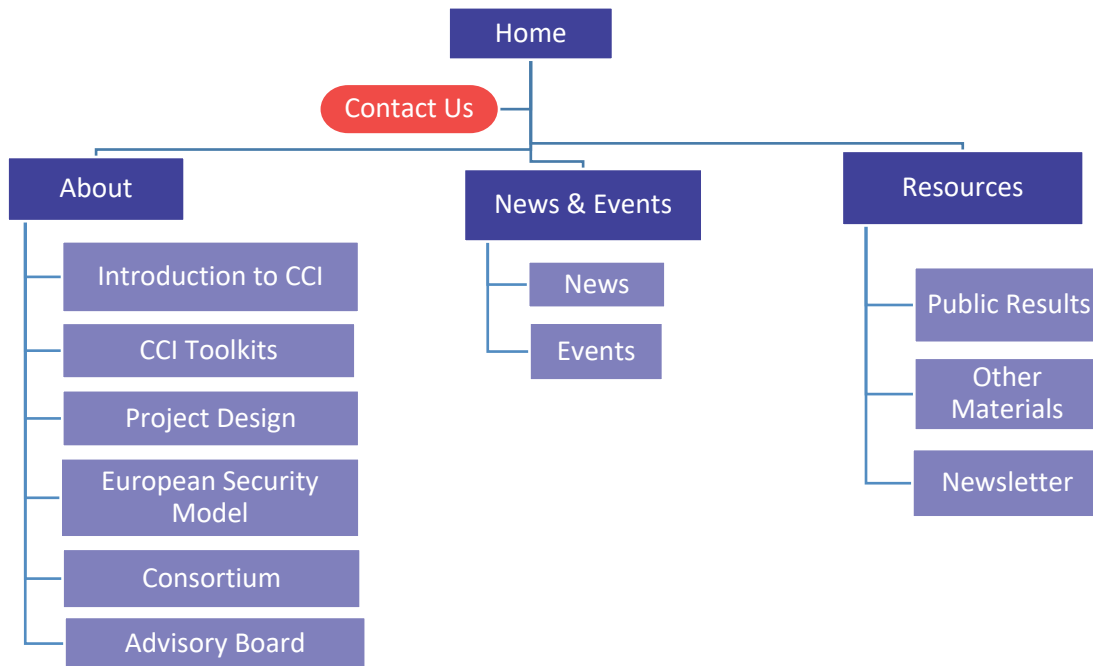 Home
Contact Us
About
Introduction to CCI
CCI Toolkits
Project Design
European Security
Model
Consortium
Advisory Board
News & Events
News
Events
Resources
Public Results
Other
Materials
Newsletter